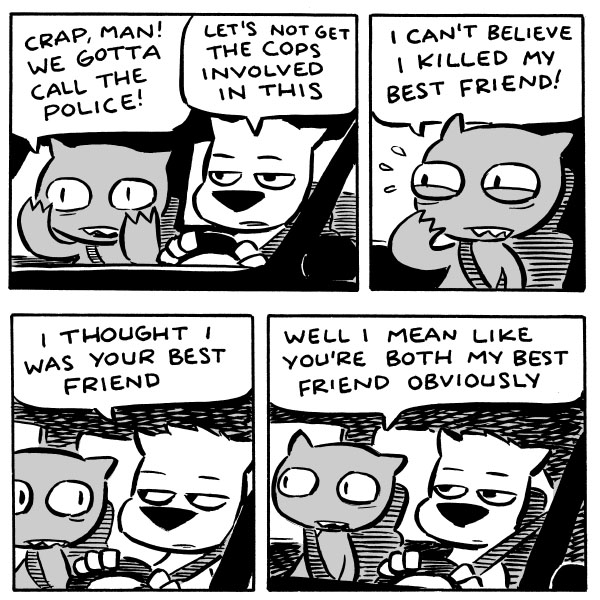 CRAP, MAN!
WE GOTTA
CALL THE
POLICE!
LET'S NOT GET
THE COPS
INVOLVED
IN THIS
I CAN'T BELIEVE
I KILLED MY
BEST FRIEND!
I THOUGHT I
WAS YOUR BEST
FRIEND
WELL I MEAN LIKE
YOU'RE BOTH MY BEST
FRIEND OBVIOUSLY